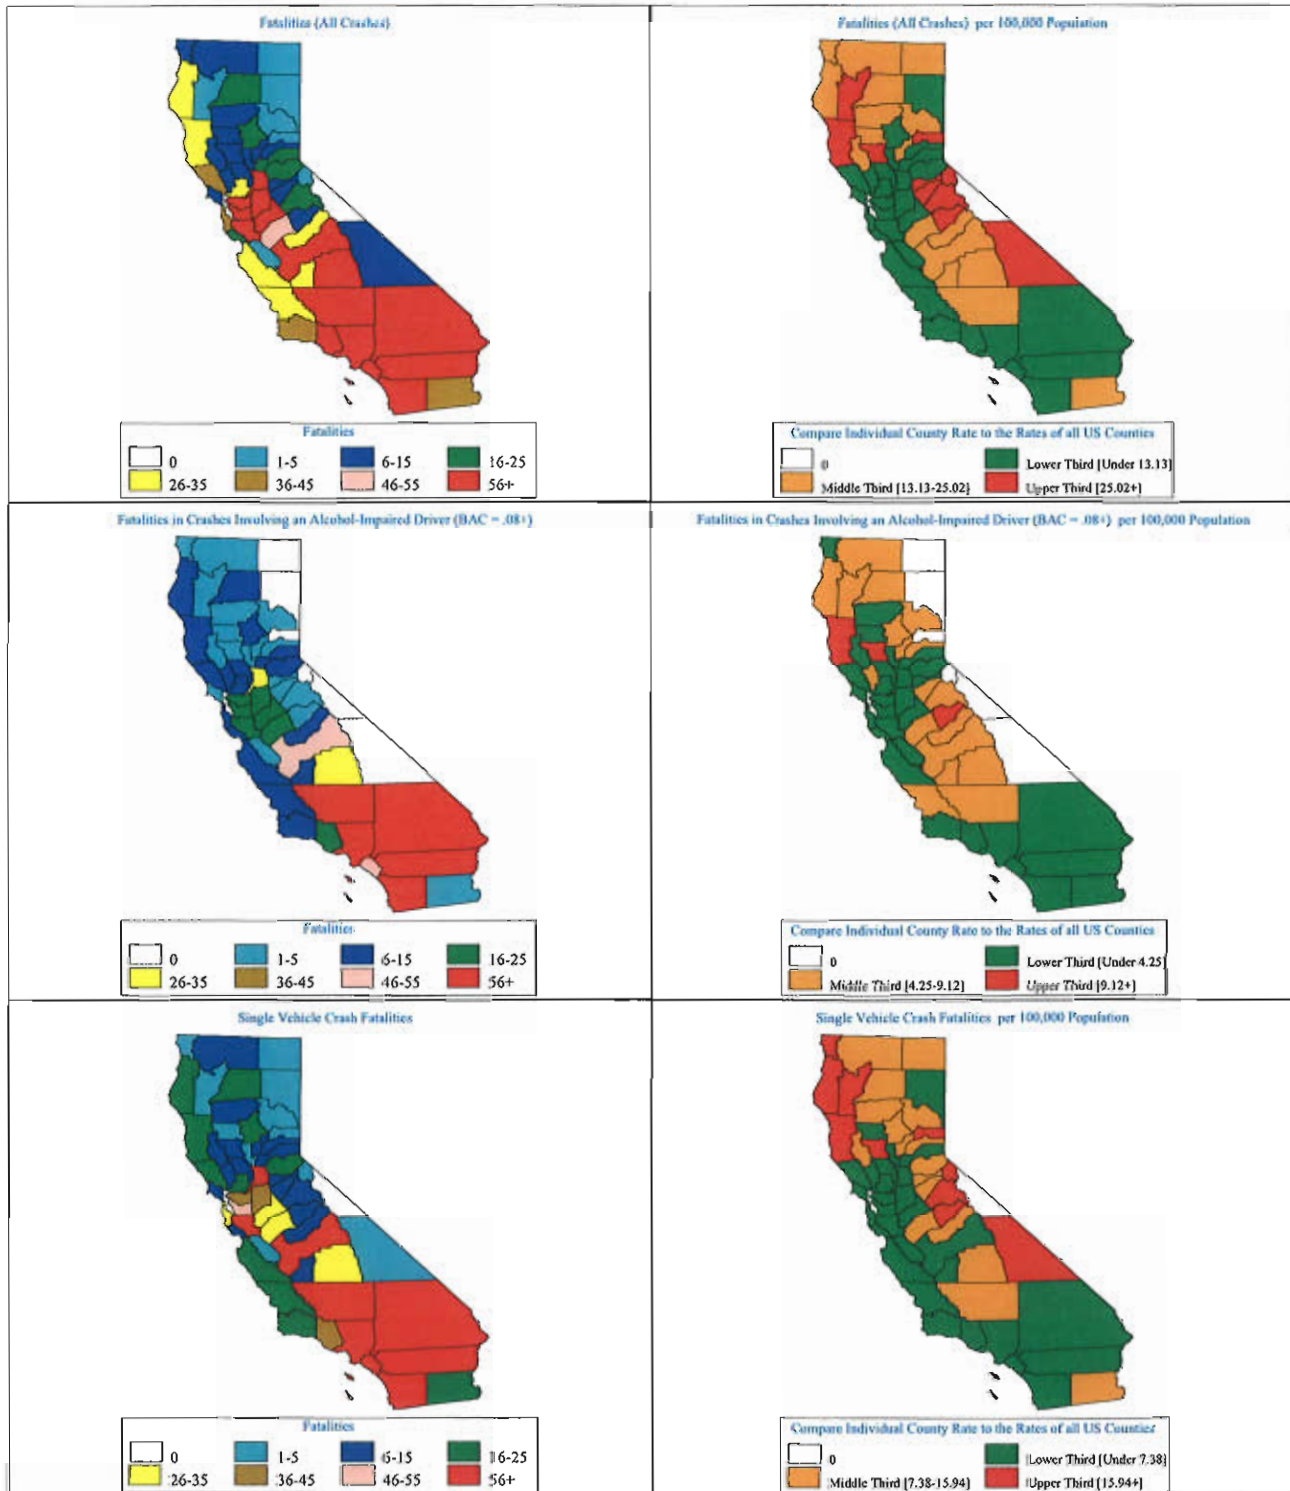 Fatalities (All Crashes)
Fatalities (All Crashes) per 100,000 Population
Fatalities
0
1-5
6-15
16-25
26-35
36-45
46-55
56+
Compare Individual County Rate to the Rates of all US Counties
0
Lower Third [Under 13.13]
Middle Third [13.13-25.02]
Upper Third [25.02+]
Fatalities in Crashes Involving an Alcohol-Impaired Driver (BAC = .08+)
Fatalities in Crashes Involving an Alcohol-Impaired Driver (BAC = .08+) per 100,000 Population
Fatalities
0
1-5
6-15
16-25
26-35
36-45
46-55
56+
Compare Individual County Rate to the Rates of all US Counties
0
Lower Third [Under 4.25]
Middle Third [4.25-9.12]
Upper Third [9.12+]
Single Vehicle Crash Fatalities
Single Vehicle Crash Fatalities per 100,000 Population
Fatalities
0
1-5
6-15
16-25
26-35
36-45
46-55
56+
Compare Individual County Rate to the Rates of all US Counties
0
Lower Third [Under 7.38]
Middle Third [7.38-15.94]
Upper Third [15.94+]